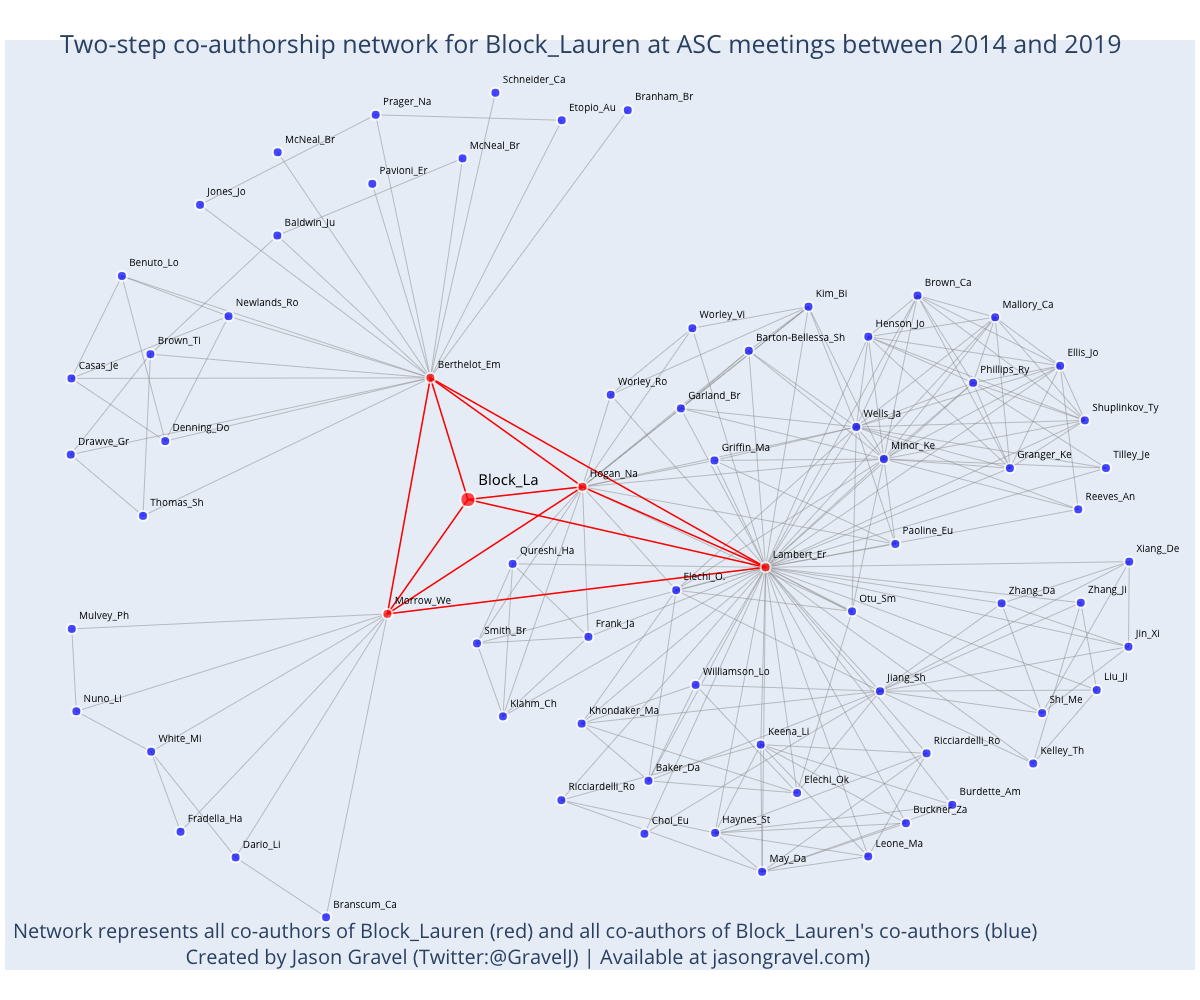 Two-step co-authorship network for Block_Lauren at ASC meetings between 2014 and 2019
Schneider_Ca
Prager_Na
Branham_Br
Etopio_Au
McNeal_Br
McNeal_Br
Pavioni_Er
Jones_Jo
Baldwin_Ju
Benuto_Lo
Brown_Ca
Kim_Bi
Newlands_Ro
Mallory_Ca
Worley_Vi
Henson_Jo
Barton-Bellessa_Sh
Brown_Ti
Ellis_Jo
Casas_Je
Berthelot_Em
Phillips_Ry
Worley_Ro
Garland_Br
Shuplinkov_Ty
Wells_Ja
Denning_Do
Drawve_Gr
Griffin_Ma
Minor_Ke
Granger_Ke
Tilley_Je
Hogan_Na
Block_La
Thomas_Sh
Reeves_An
Paoline_Eu
Qureshi_Ha
Lambert_Er
Xiang_De
Elechi_O.
Zhang_Da
Zhang_Ji
Morrow_We
Otu_Sm
Mulvey_Ph
Smith_Br
Frank_Ja
Jin_Xi
Williamson_Lo
Jiang_Sh
Liu_Ji
Nuno_Li
Klahm_Ch
Khondaker_Ma
Shi_Me
White_Mi
Keena_Li
Ricciardelli_Ro
Kelley_Th
Baker_Da
Elechi_Ok
Ricciardelli_Ro
Burdette_Am
Fradella_Ha
Choi_Eu
Haynes_St
Buckner_Za
Dario_Li
May_Da
Leone_Ma
Branscum_Ca
Network represents all co-authors of Block_Lauren (red) and all co-authors of Block_Lauren's co-authors (blue)
Created by Jason Gravel (Twitter:@GravelJ) | Available at jasongravel.com)